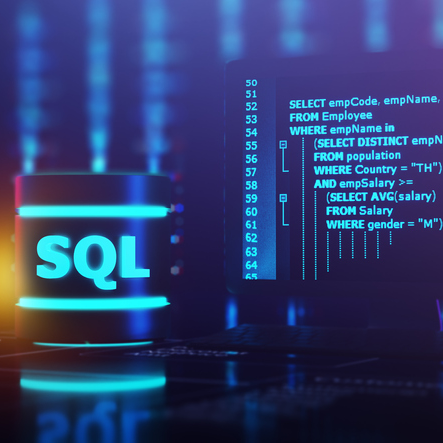 SQL
50
51
52 SELECT empCode, empName,
53 FROM Employee
54 WHERE empName in
55 (SELECT DISTINCT empN
56 FROM population
57 WHERE Country = "TH")
58 AND empSalary >=
59 (SELECT AVG(salary)
60 FROM Salary
61 WHERE gender = "M")
62
63
64
65